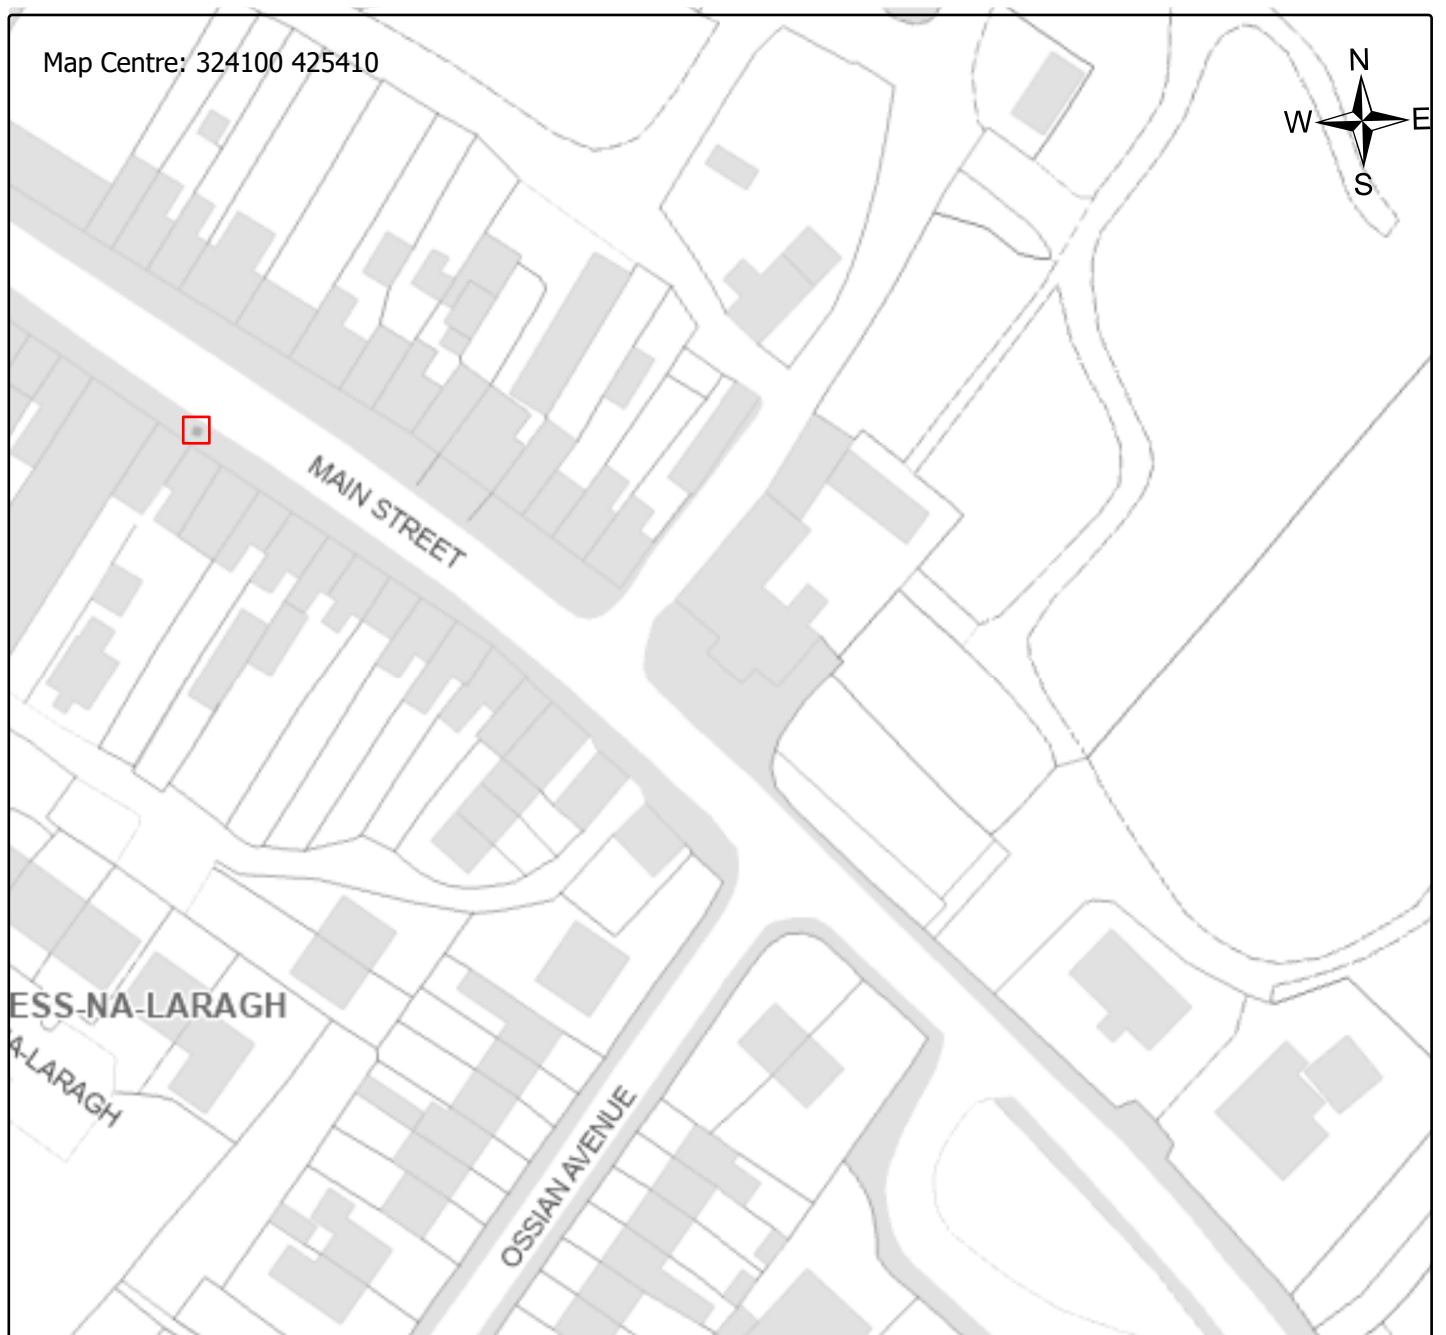 Map Centre: 324100 425410
N
W
E
S
MAIN STREET
ESS-NA-LARAGH
A-LARAGH
OSSIAN AVENUE